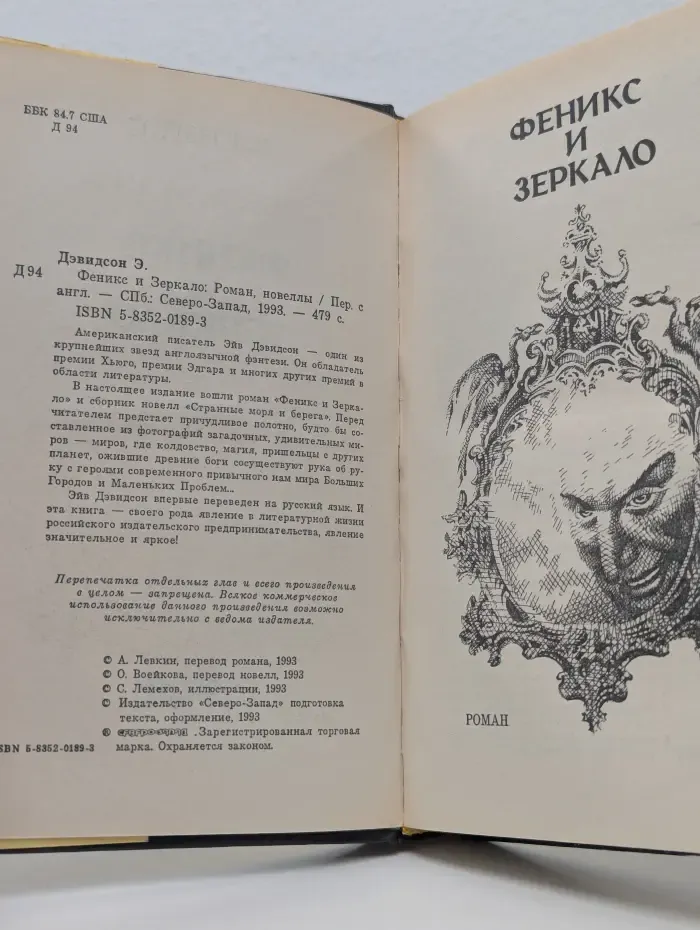 ББК 84.7 США
Д 94
Дэвидсон Э.
Д 94
Феникс и Зеркало: Роман, новеллы / Пер. с
англ. — СПб.: Северо-Запад, 1993. — 479 с.
ISBN 5-8352-0189-3
Американский писатель Эйв Дэвидсон — один из
крупнейших звезд англоязычной фэнтези. Он обладатель
премии Хьюго, премии Эдгара и многих других премий в
области литературы.
В настоящее издание вошли роман «Феникс и Зерка-
ло» и сборник новелл «Странные моря и берега». Перед
читателем предстает причудливое полотно, будто бы со-
ставленное из фотографий загадочных, удивительных ми-
ров — миров, где колдовство, магия, пришельцы с других
планет, ожившие древние боги сосуществуют рука об ру-
ку с героями современного привычного нам мира Больших
Городов и Маленьких Проблем...
Эйв Дэвидсон впервые переведен на русский язык. И
эта книга — своего рода явление в литературной жизни
российского издательского предпринимательства, явление
значительное и яркое!
Перепечатка отдельных глав и всего произведения
в целом — запрещена. Всякое коммерческое
использование данного произведения возможно
исключительно с ведома издателя.
© А. Левкин, перевод романа, 1993
© О. Воейкова, перевод новелл, 1993
© С. Лемехов, иллюстрации, 1993
© Издательство «Северо-Запад» подготовка
текста, оформление, 1993
® .Зарегистрированная торговая
ISBN 5-8352-0189-3 марка. Охраняется законом.
ФЕНИКС
И
ЗЕРКАЛО
РОМАН